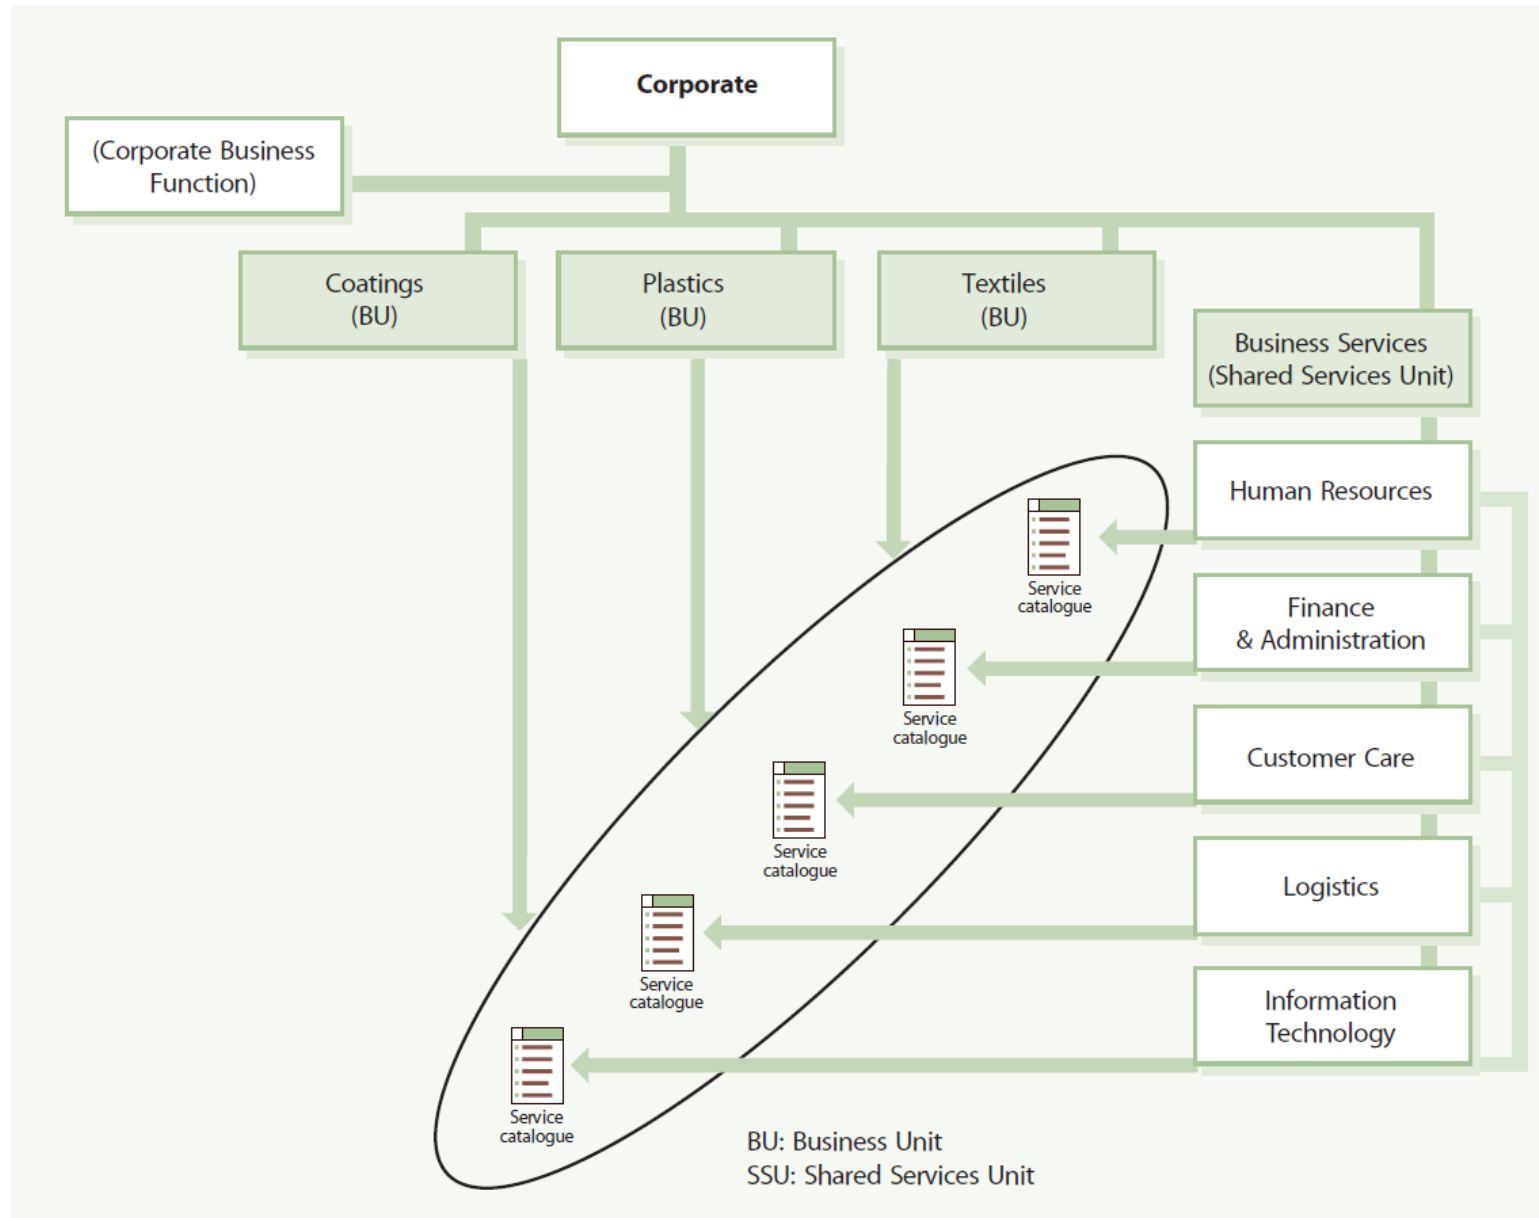 Corporate
(Corporate Business
Function)
Coatings
(BU)
Plastics
(BU)
Textiles
(BU)
Business Services
(Shared Services Unit)
Human Resources
Service
catalogue
Finance
& Administration
Service
catalogue
Customer Care
Service
catalogue
Logistics
Service
catalogue
Information
Technology
Service
catalogue
BU: Business Unit
SSU: Shared Services Unit